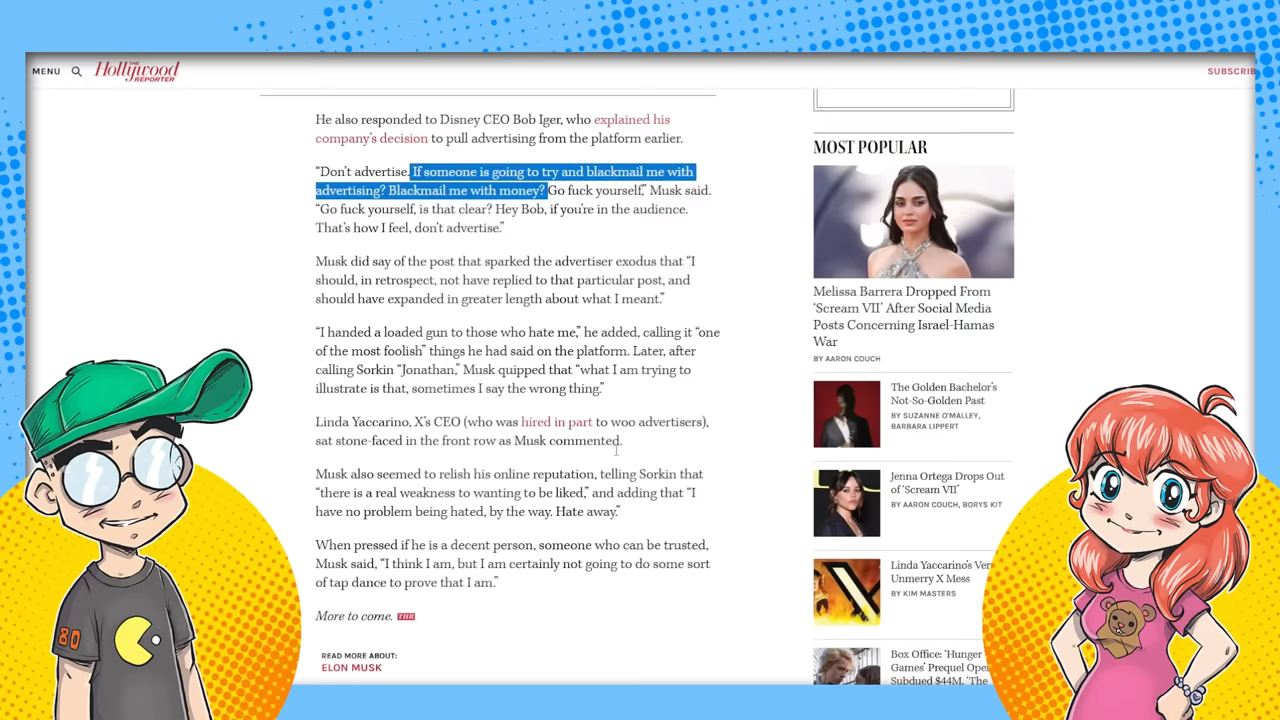 MENU
THE
Hollywood
REPORTER
SUBSCRIB
He also responded to Disney CEO Bob Iger, who explained his
company's decision to pull advertising from the platform earlier.
“Don't advertise. If someone is going to try and blackmail me with
advertising? Blackmail me with money? Go fuck yourself,” Musk said.
“Go fuck yourself, is that clear? Hey Bob, if you're in the audience.
That's how I feel, don't advertise.”
Musk did say of the post that sparked the advertiser exodus that “I
should, in retrospect, not have replied to that particular post, and
should have expanded in greater length about what I meant.”
“I handed a loaded gun to those who hate me,” he added, calling it “one
of the most foolish” things he had said on the platform. Later, after
calling Sorkin “Jonathan,” Musk quipped that “what I am trying to
illustrate is that, sometimes I say the wrong thing.”
Linda Yaccarino, X's CEO (who was hired in part to woo advertisers),
sat stone-faced in the front row as Musk commented.
Musk also seemed to relish his online reputation, telling Sorkin that
“there is a real weakness to wanting to be liked,” and adding that “I
have no problem being hated, by the way. Hate away.”
When pressed if he is a decent person, someone who can be trusted,
Musk said, “I think I am, but I am certainly not going to do some sort
of tap dance to prove that I am.”
More to come. THR
READ MORE ABOUT:
ELON MUSK
MOST POPULAR
Melissa Barrera Dropped From
‘Scream VII’ After Social Media
Posts Concerning Israel-Hamas
War
BY AARON COUCH
The Golden Bachelor's
Not-So-Golden Past
BY SUZANNE O'MALLEY,
BARBARA LIPPERT
Jenna Ortega Drops Out
of ‘Scream VII’
BY AARON COUCH, BORYS KIT
Linda Yaccarino's Ver
Unmerry X Mess
BY KIM MASTERS
Box Office: ‘Hunger
Games’ Prequel Open
Subdued $44M, ‘The
80